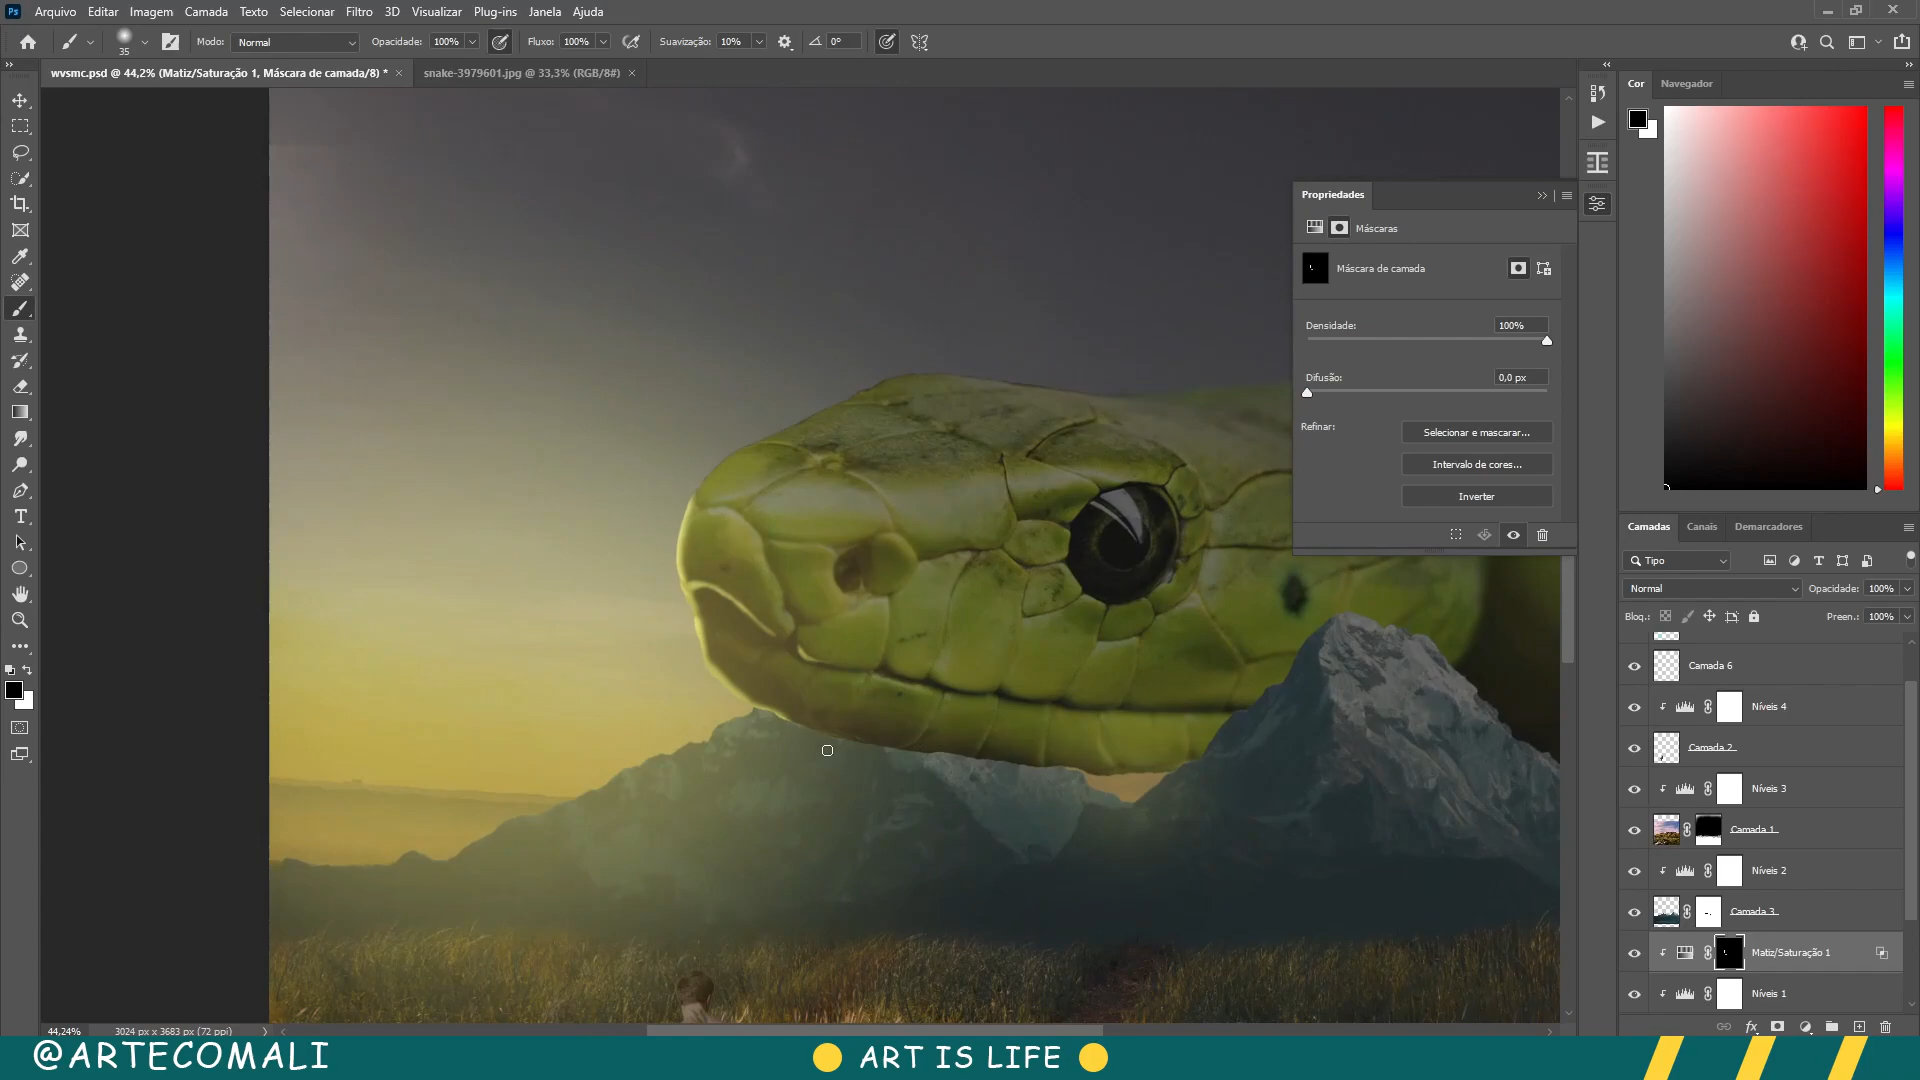 Ps Arquivo Editar Imagem Camada Texto Selecionar Filtro 3D Visualizar Plug-ins Janela Ajuda
35 Modo: Normal Opacidade: 100% Fluxo: 100% Suavização: 10% 0°
wvsmc.psd @ 44,2% (Matiz/Saturação 1, Máscara de camada/8) * snake-3979601.jpg @ 33,3% (RGB/8#)
Cor Navegador
Propriedades
Máscaras
Máscara de camada
Densidade: 100%
Difusão: 0,0 px
Refinar: Selecionar e mascarar...
Intervalo de cores...
Inverter
Camadas Canais Demarcadores
Tipo
Normal Opacidade: 100%
Bloq.: Preen.: 100%
Camada 6
Níveis 4
Camada 2
Níveis 3
Camada 1
Níveis 2
Camada 3
Matiz/Saturação 1
Níveis 1
44,24% 3024 px x 3683 px (72 ppi)
@ARTECOMALI ART IS LIFE